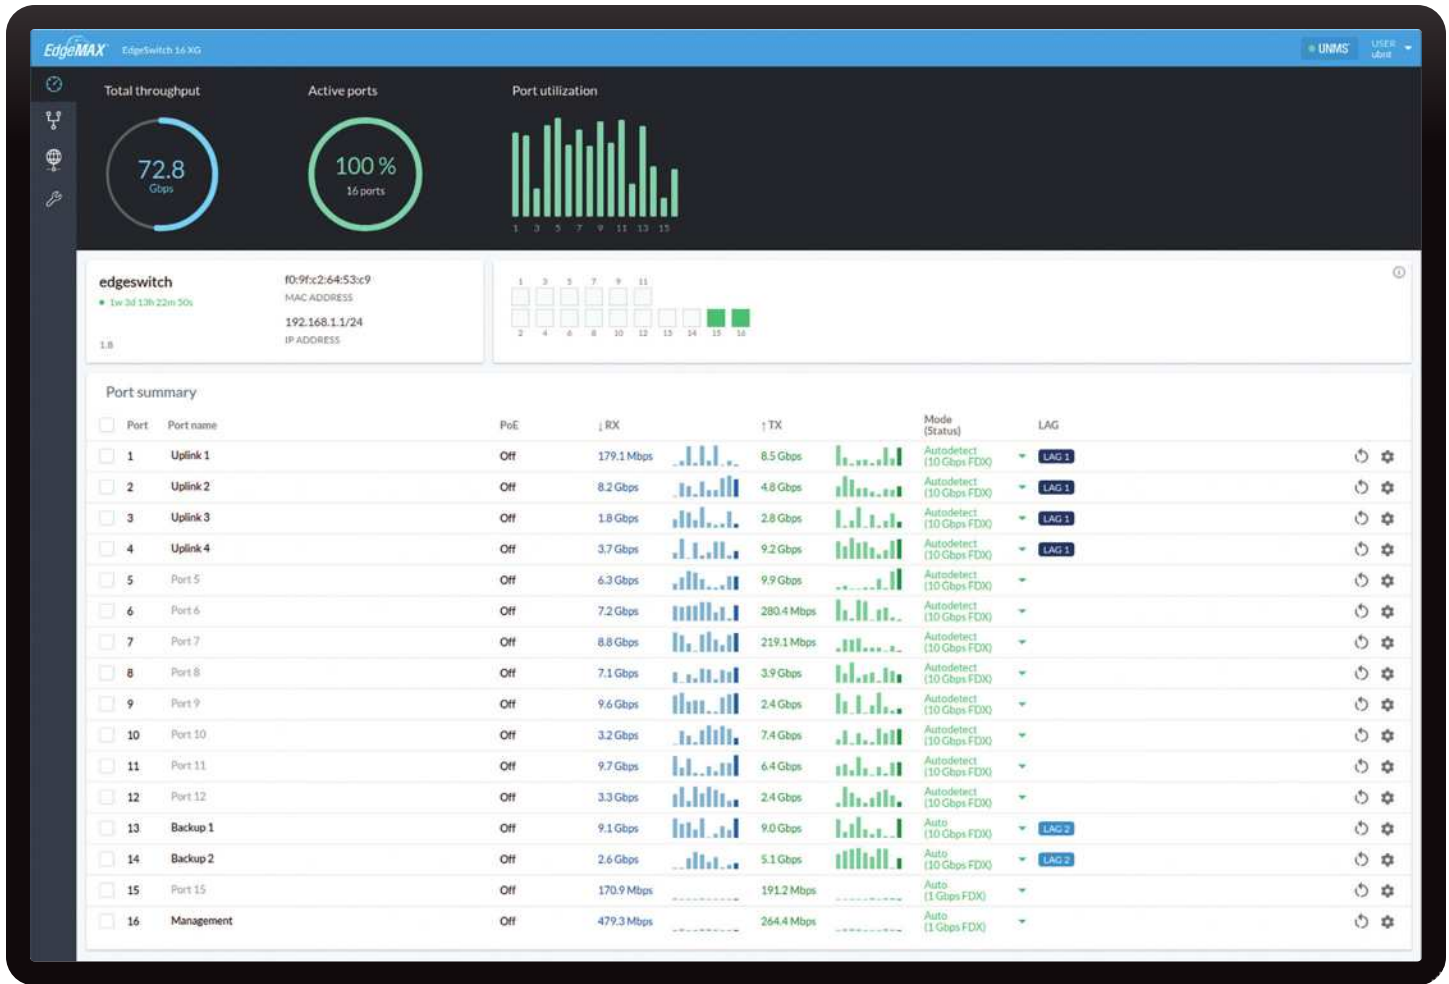 EdgeMAX EdgeSwitch 16 XG UNMS USER
ubnt
Total throughput Active ports Port utilization
72.8
Gbps
100 %
16 ports
1 3 5 7 9 11 13 15
edgeswitch
1w 3d 13h 22m 50s
1.8
f0:9f:c2:64:53:c9
MAC ADDRESS
192.168.1.1/24
IP ADDRESS
1 3 5 7 9 11
2 4 6 8 10 12 13 14 15 16
Port summary
Port Port name PoE ↓ RX ↑ TX Mode (Status) LAG
1 Uplink 1 Off 179.1 Mbps 8.5 Gbps Autodetect (10 Gbps FDX) LAG 1
2 Uplink 2 Off 8.2 Gbps 4.8 Gbps Autodetect (10 Gbps FDX) LAG 1
3 Uplink 3 Off 1.8 Gbps 2.8 Gbps Autodetect (10 Gbps FDX) LAG 1
4 Uplink 4 Off 3.7 Gbps 9.2 Gbps Autodetect (10 Gbps FDX) LAG 1
5 Port 5 Off 6.3 Gbps 9.9 Gbps Autodetect (10 Gbps FDX)
6 Port 6 Off 7.2 Gbps 280.4 Mbps Autodetect (10 Gbps FDX)
7 Port 7 Off 8.8 Gbps 219.1 Mbps Autodetect (10 Gbps FDX)
8 Port 8 Off 7.1 Gbps 3.9 Gbps Autodetect (10 Gbps FDX)
9 Port 9 Off 9.6 Gbps 2.4 Gbps Autodetect (10 Gbps FDX)
10 Port 10 Off 3.2 Gbps 7.4 Gbps Autodetect (10 Gbps FDX)
11 Port 11 Off 9.7 Gbps 6.4 Gbps Autodetect (10 Gbps FDX)
12 Port 12 Off 3.3 Gbps 2.4 Gbps Autodetect (10 Gbps FDX)
13 Backup 1 Off 9.1 Gbps 9.0 Gbps Auto (10 Gbps FDX) LAG 2
14 Backup 2 Off 2.6 Gbps 5.1 Gbps Auto (10 Gbps FDX) LAG 2
15 Port 15 Off 170.9 Mbps 191.2 Mbps Auto (1 Gbps FDX)
16 Management Off 479.3 Mbps 264.4 Mbps Auto (1 Gbps FDX)